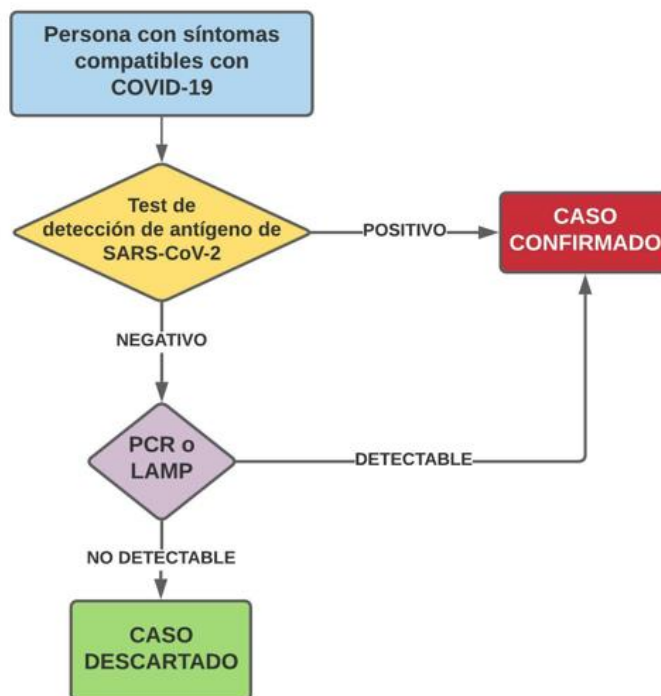 Persona con síntomas
compatibles con
COVID-19
Test de
detección de antígeno de
SARS-CoV-2
POSITIVO
CASO
CONFIRMADO
NEGATIVO
PCR o
LAMP
DETECTABLE
NO DETECTABLE
CASO
DESCARTADO